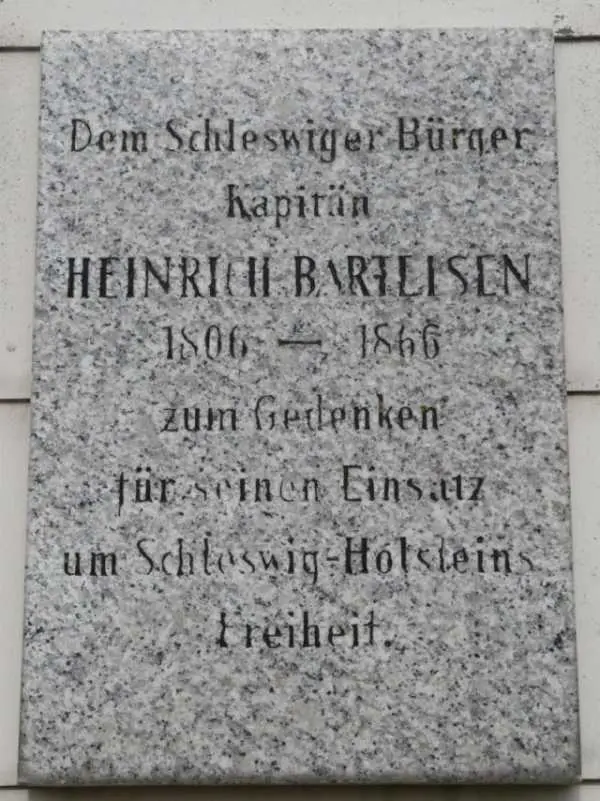 Dem Schleswiger Bürger
Kapitän
HEINRICH BARTELSEN
1806 — 1866
zum Gedenken
für seinen Einsatz
um Schleswig-Holsteins
Freiheit.